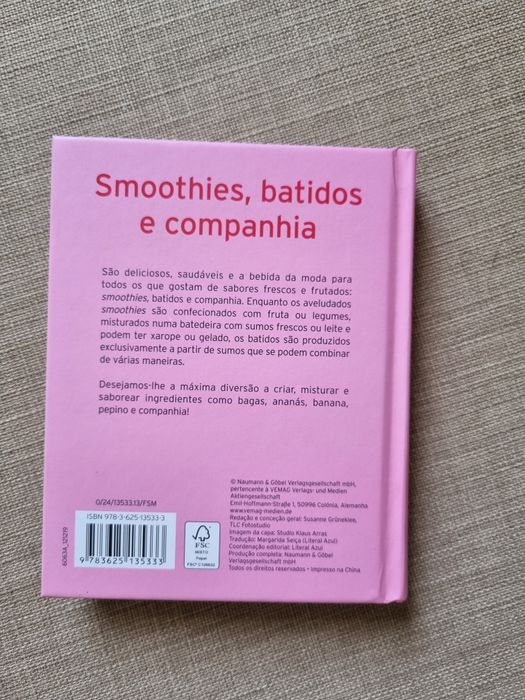 Smoothies, batidos
e companhia
São deliciosos, saudáveis e a bebida da moda para
todos os que gostam de sabores frescos e frutados:
smoothies, batidos e companhia. Enquanto os aveludados
smoothies são confecionados com fruta ou legumes,
misturados numa batedeira com sumos frescos ou leite e
podem ter xarope ou gelado, os batidos são produzidos
exclusivamente a partir de sumos que se podem combinar
de várias maneiras.
Desejamos-lhe a máxima diversão a criar, misturar e
saborear ingredientes como bagas, ananás, banana,
pepino e companhia!
0/24/13533.13/FSM
ISBN 978-3-625-13533-3
9 783625 135333
6063A_121219
FSC
MISTO
Papel
FSC® C126632
© Naumann & Göbel Verlagsgesellschaft mbH,
pertencente à VEMAG Verlags- und Medien
Aktiengesellschaft
Emil-Hoffmann-Straße 1, 50996 Colónia, Alemanha
www.vemag-medien.de
Redação e conceção geral: Susanne Grüneklee,
TLC Fotostudio
Imagem da capa: Studio Klaus Arras
Tradução: Margarida Seiça (Literal Azul)
Coordenação editorial: Literal Azul
Produção completa: Naumann & Göbel
Verlagsgesellschaft mbH
Todos os direitos reservados • Impresso na China